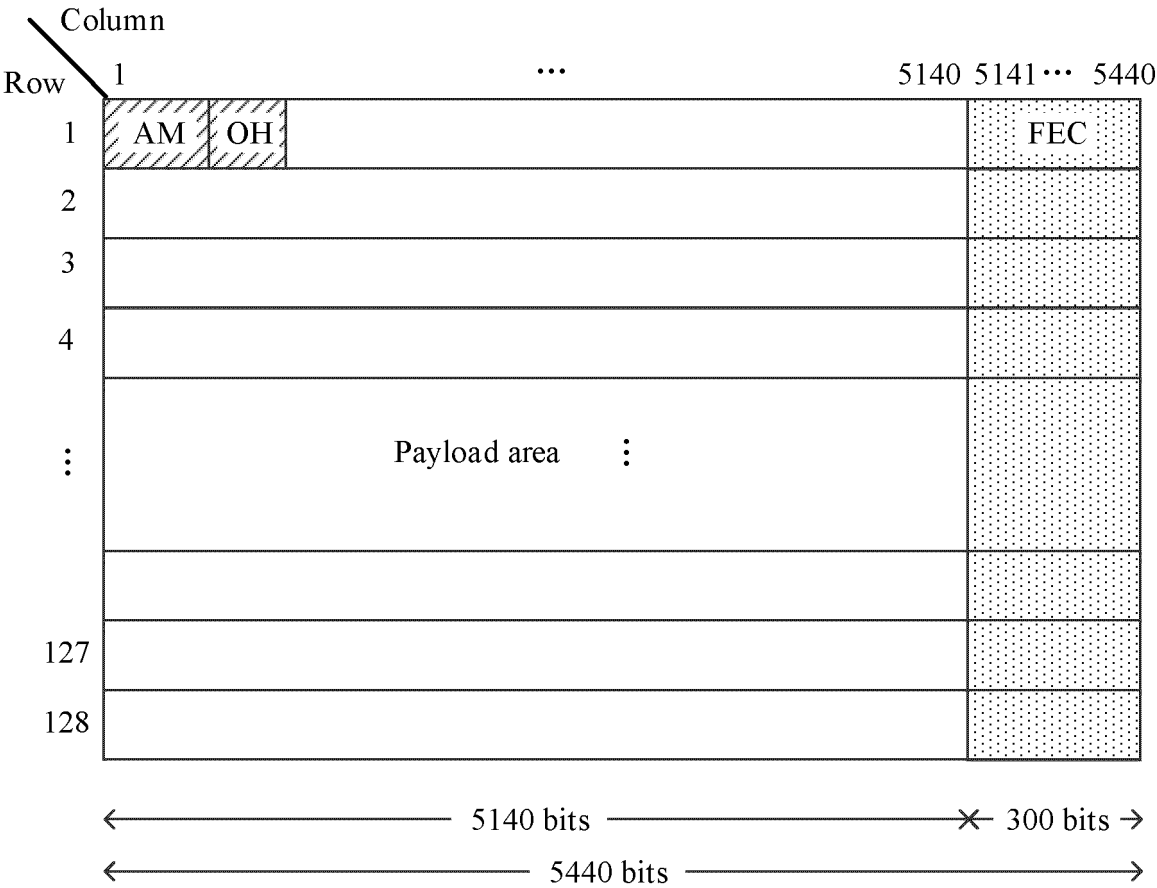 Column
Row 1 ... 5140 5141 ... 5440
1 AM OH FEC
2
3
4
⋮ Payload area ⋮
127
128
5140 bits 300 bits
5440 bits